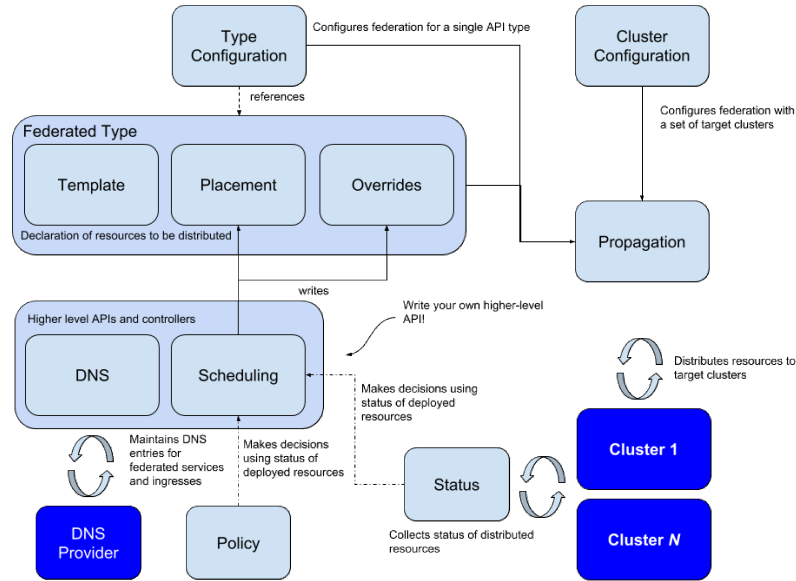 Type
Configuration
Configures federation for a single API type
Cluster
Configuration
references
Configures federation with
a set of target clusters
Federated Type
Template
Placement
Overrides
Declaration of resources to be distributed
Propagation
writes
Higher level APIs and controllers
Write your own higher-level
API!
DNS
Scheduling
Distributes resources to
target clusters
Makes decisions using
status of deployed
resources
Maintains DNS
entries for
federated services
and ingresses
Makes decisions
using status of
deployed resources
Cluster 1
Status
Collects status of distributed
resources
DNS
Provider
Policy
Cluster N